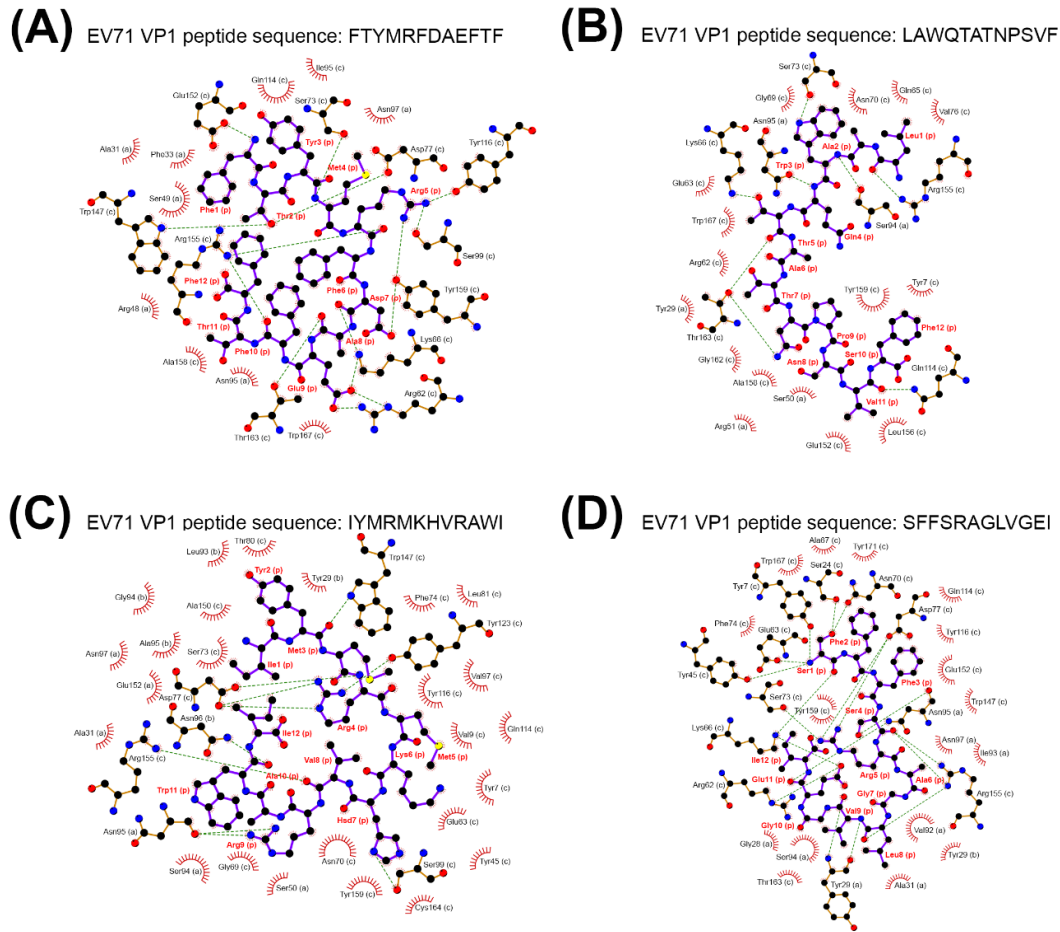 (A)
EV71 VP1 peptide sequence: FTYMRFDAEFTF
Ile95 (c)
Gln114 (c)
Glu152 (c)
Ser73 (c)
Asn97 (a)
Tyr3 (p)
Ala31 (a)
Phe33 (a)
Met4 (p)
Asp77 (c)
Tyr116 (c)
Arg5 (p)
Ser49 (a)
Phe1 (p)
Thr2 (p)
Trp147 (c)
Arg155 (c)
Ser99 (c)
Phe12 (p)
Phe6 (p)
Tyr159 (c)
Asp7 (p)
Arg48 (a)
Thr11 (p)
Ala8 (p)
Lys66 (c)
Phe10 (p)
Ala158 (c)
Asn95 (a)
Glu9 (p)
Arg62 (c)
Thr163 (c)
Trp167 (c)
(B)
EV71 VP1 peptide sequence: LAWQTATNPSVF
Ser73 (c)
Gly69 (c)
Asn70 (c)
Gln65 (c)
Val76 (c)
Asn95 (a)
Lys66 (c)
Ala2 (p)
Leu1 (p)
Trp3 (p)
Glu63 (c)
Arg155 (c)
Trp167 (c)
Ser94 (a)
Gln4 (p)
Thr5 (p)
Arg62 (c)
Ala6 (p)
Tyr159 (c)
Tyr7 (c)
Tyr29 (a)
Thr7 (p)
Phe12 (p)
Thr163 (c)
Pro9 (p)
Gly162 (c)
Asn8 (p)
Ser10 (p)
Gln114 (c)
Ala158 (c)
Ser50 (a)
Val11 (p)
Arg51 (a)
Leu156 (c)
Glu152 (c)
(C)
EV71 VP1 peptide sequence: IYMRMKHVRAWI
Thr80 (c)
Leu93 (b)
Trp147 (c)
Tyr2 (p)
Tyr29 (b)
Gly94 (b)
Phe74 (c)
Leu81 (c)
Ala150 (c)
Tyr123 (c)
Ala95 (b)
Met3 (p)
Asn97 (a)
Ser73 (c)
Ile1 (p)
Glu152 (a)
Val97 (c)
Asp77 (c)
Tyr116 (c)
Asn96 (b)
Arg4 (p)
Ala31 (a)
Ile12 (p)
Val9 (c)
Gln114 (c)
Arg155 (c)
Val8 (p)
Lys6 (p)
Met5 (p)
Ala10 (p)
Trp11 (p)
Tyr7 (c)
Hsd7 (p)
Asn95 (a)
Glu63 (c)
Arg9 (p)
Ser94 (a)
Gly69 (c)
Asn70 (c)
Ser99 (c)
Tyr45 (c)
Ser50 (a)
Tyr159 (c)
Cys164 (c)
(D)
EV71 VP1 peptide sequence: SFFSRAGLVGEI
Ala67 (c)
Tyr171 (c)
Trp167 (c)
Ser24 (c)
Tyr7 (c)
Asn70 (c)
Gln114 (c)
Asp77 (c)
Phe74 (c)
Glu63 (c)
Phe2 (p)
Tyr116 (c)
Ser1 (p)
Glu152 (c)
Tyr45 (c)
Phe3 (p)
Ser73 (c)
Trp147 (c)
Tyr159 (c)
Ser4 (p)
Asn95 (a)
Lys66 (c)
Asn97 (a)
Ile93 (a)
Ile12 (p)
Arg5 (p)
Ala6 (p)
Glu11 (p)
Arg62 (c)
Gly7 (p)
Arg155 (c)
Val9 (p)
Gly10 (p)
Val92 (a)
Gly28 (a)
Ser94 (a)
Tyr29 (b)
Leu8 (p)
Thr163 (c)
Tyr29 (a)
Ala31 (a)